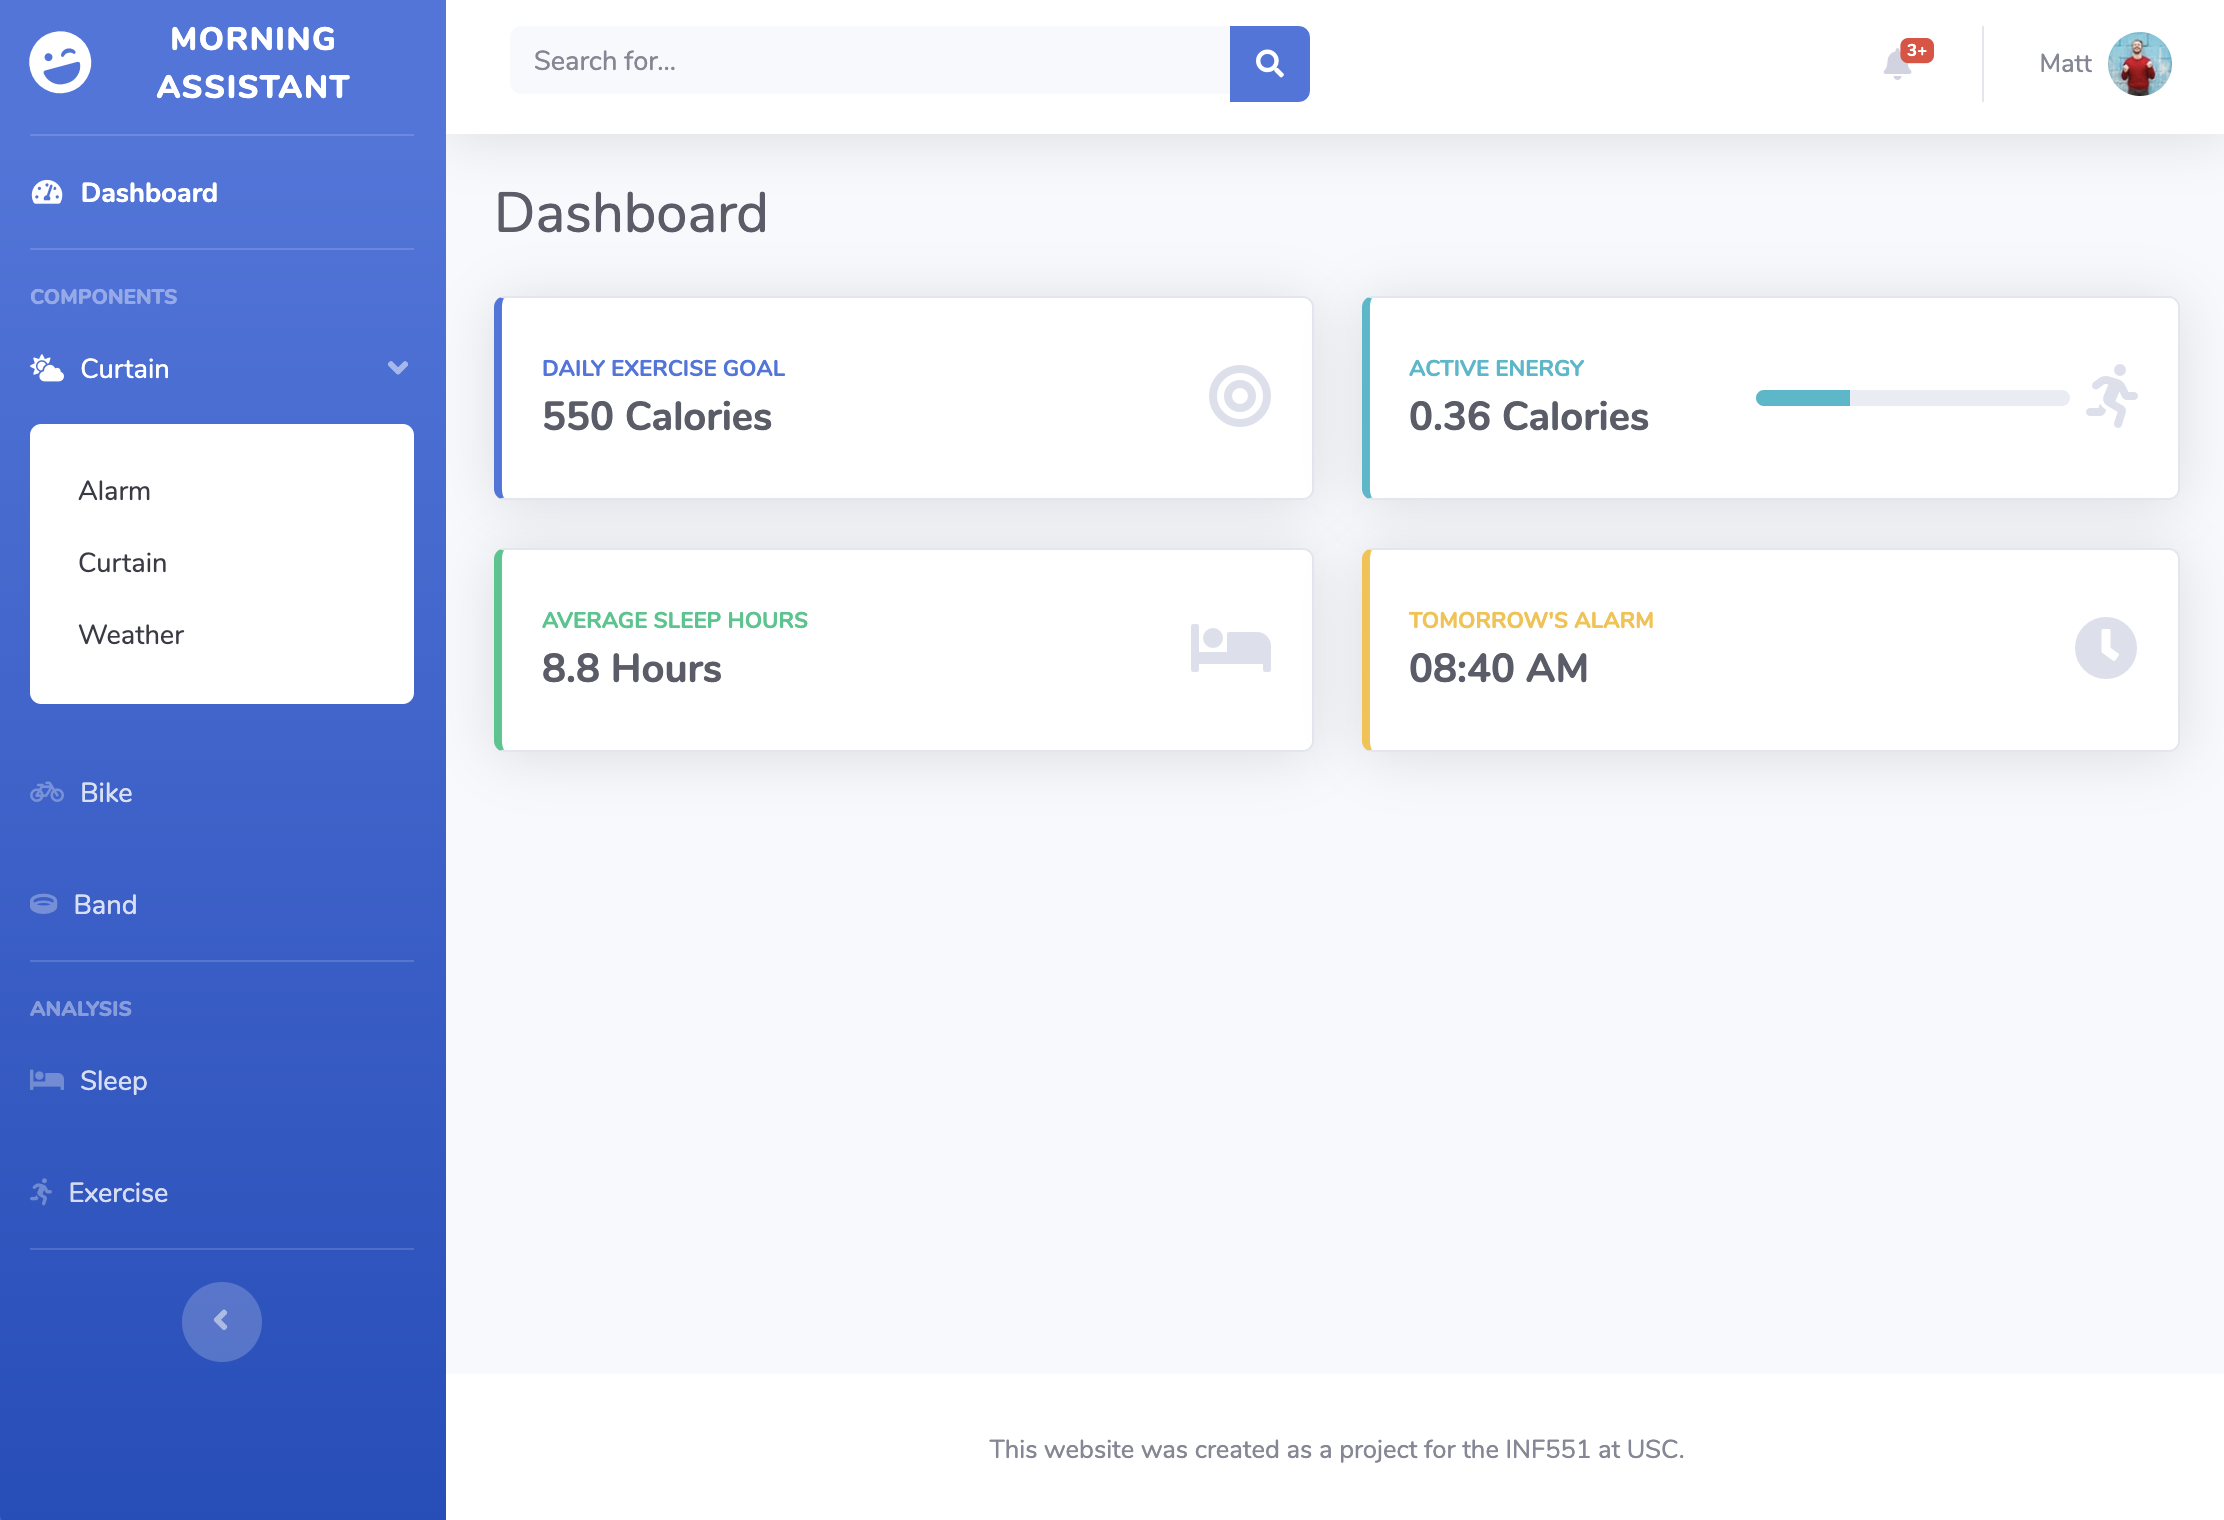 MORNING
ASSISTANT
Dashboard
COMPONENTS
Curtain
Alarm
Curtain
Weather
Bike
Band
ANALYSIS
Sleep
Exercise
Search for...
3+
Matt
Dashboard
DAILY EXERCISE GOAL
550 Calories
ACTIVE ENERGY
0.36 Calories
AVERAGE SLEEP HOURS
8.8 Hours
TOMORROW'S ALARM
08:40 AM
This website was created as a project for the INF551 at USC.